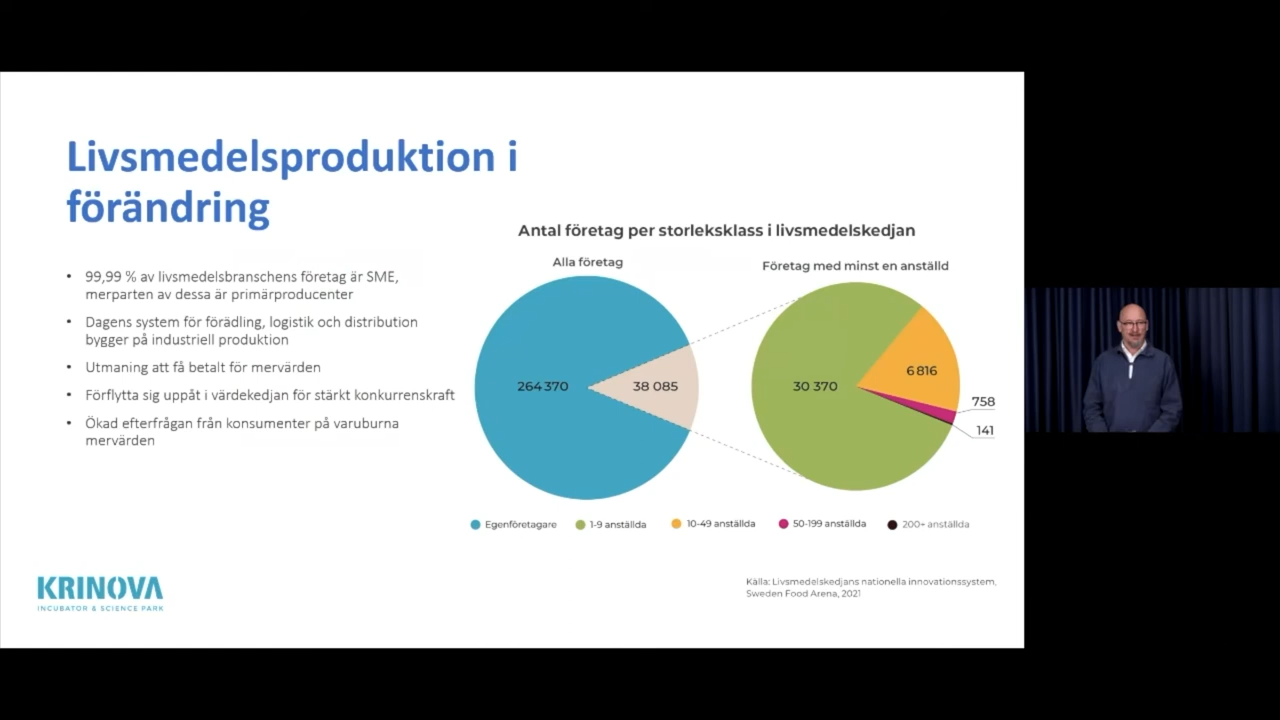 Livsmedelsproduktion i
förändring
• 99,99 % av livsmedelsbranschens företag är SME,
merparten av dessa är primärproducenter
• Dagens system för förädling, logistik och distribution
bygger på industriell produktion
• Utmaning att få betalt för mervärden
• Förflytta sig uppåt i värdekedjan för stärkt konkurrenskraft
• Ökad efterfrågan från konsumenter på varuburna
mervärden
Antal företag per storleksklass i livsmedelskedjan
Alla företag
Företag med minst en anställd
264 370
38 085
30 370
6 816
758
141
Egenföretagare
1-9 anställda
10-49 anställda
50-199 anställda
200+ anställda
Källa: Livsmedelskedjans nationella innovationssystem,
Sweden Food Arena, 2021
KRINOVA
INCUBATOR & SCIENCE PARK